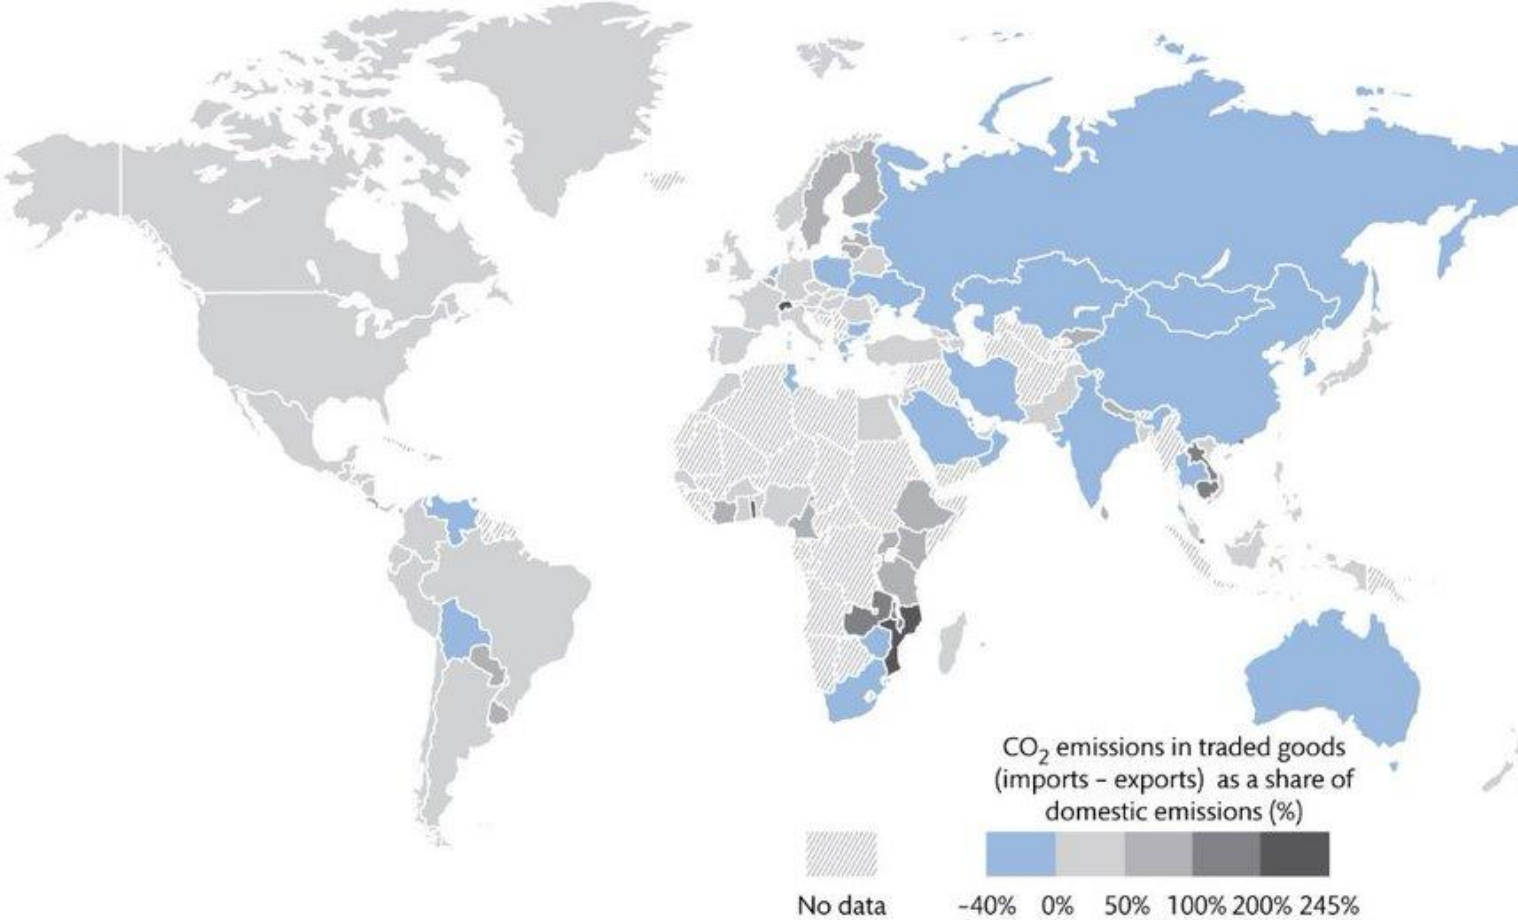 CO₂ emissions in traded goods
(imports – exports) as a share of
domestic emissions (%)
No data
–40% 0% 50% 100% 200% 245%